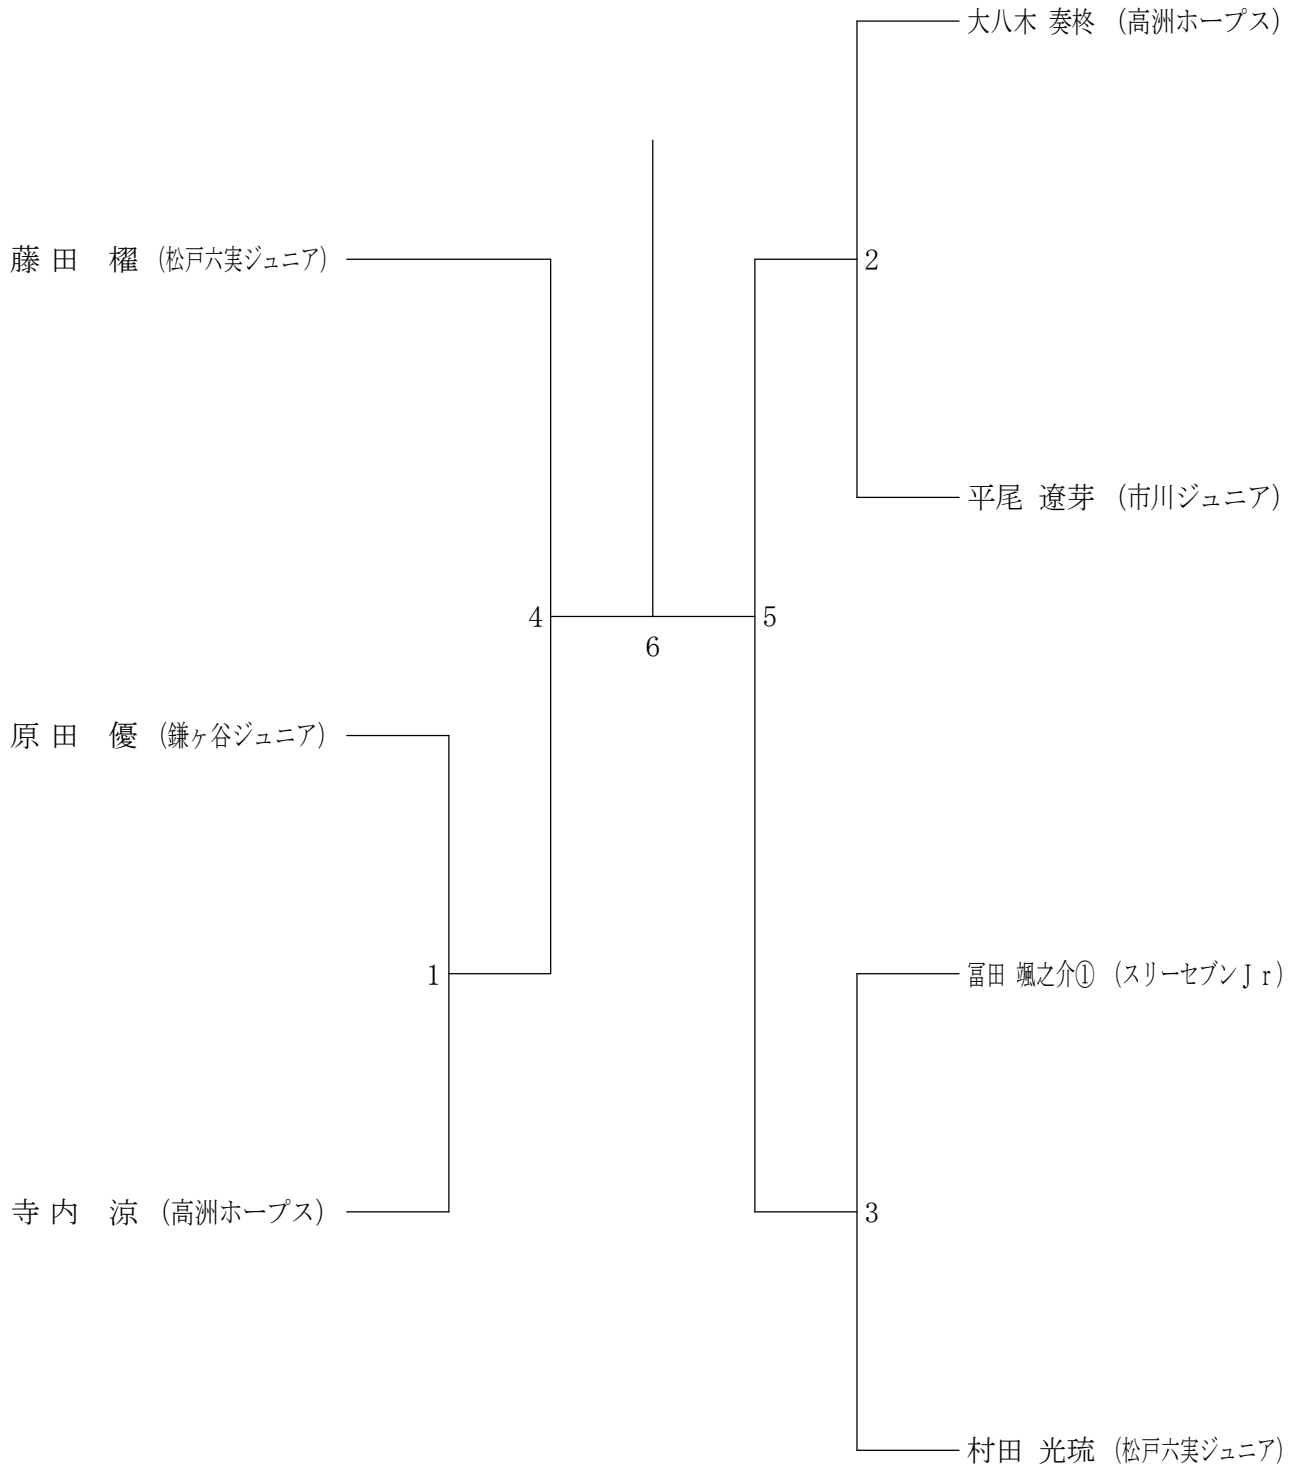 大八木 奏柊 (高洲ホープス)
藤田 櫂 (松戸六実ジュニア)
2
平尾 遼芽 (市川ジュニア)
4
5
6
原田 優 (鎌ヶ谷ジュニア)
1
冨田 颯之介① (スリーセブンＪｒ)
寺内 涼 (高洲ホープス)
3
村田 光琉 (松戸六実ジュニア)